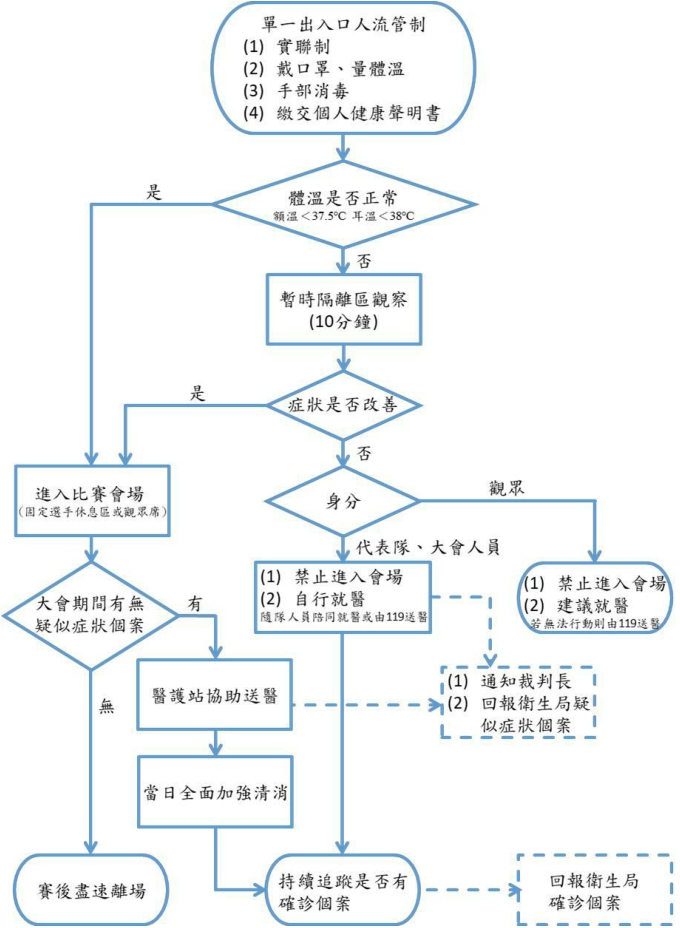 單一出入口人流管制
(1) 實聯制
(2) 戴口罩、量體溫
(3) 手部消毒
(4) 繳交個人健康聲明書
是
體溫是否正常
額溫＜37.5℃ 耳溫＜38℃
否
暫時隔離區觀察
(10分鐘)
是
症狀是否改善
否
進入比賽會場
(固定選手休息區或觀眾席)
身分
觀眾
代表隊、大會人員
(1) 禁止進入會場
(2) 自行就醫
隨隊人員陪同就醫或由119送醫
(1) 禁止進入會場
(2) 建議就醫
若無法行動則由119送醫
大會期間有無
疑似症狀個案
有
無
醫護站協助送醫
(1) 通知裁判長
(2) 回報衛生局疑
似症狀個案
當日全面加強清消
賽後盡速離場
持續追蹤是否有
確診個案
回報衛生局
確診個案